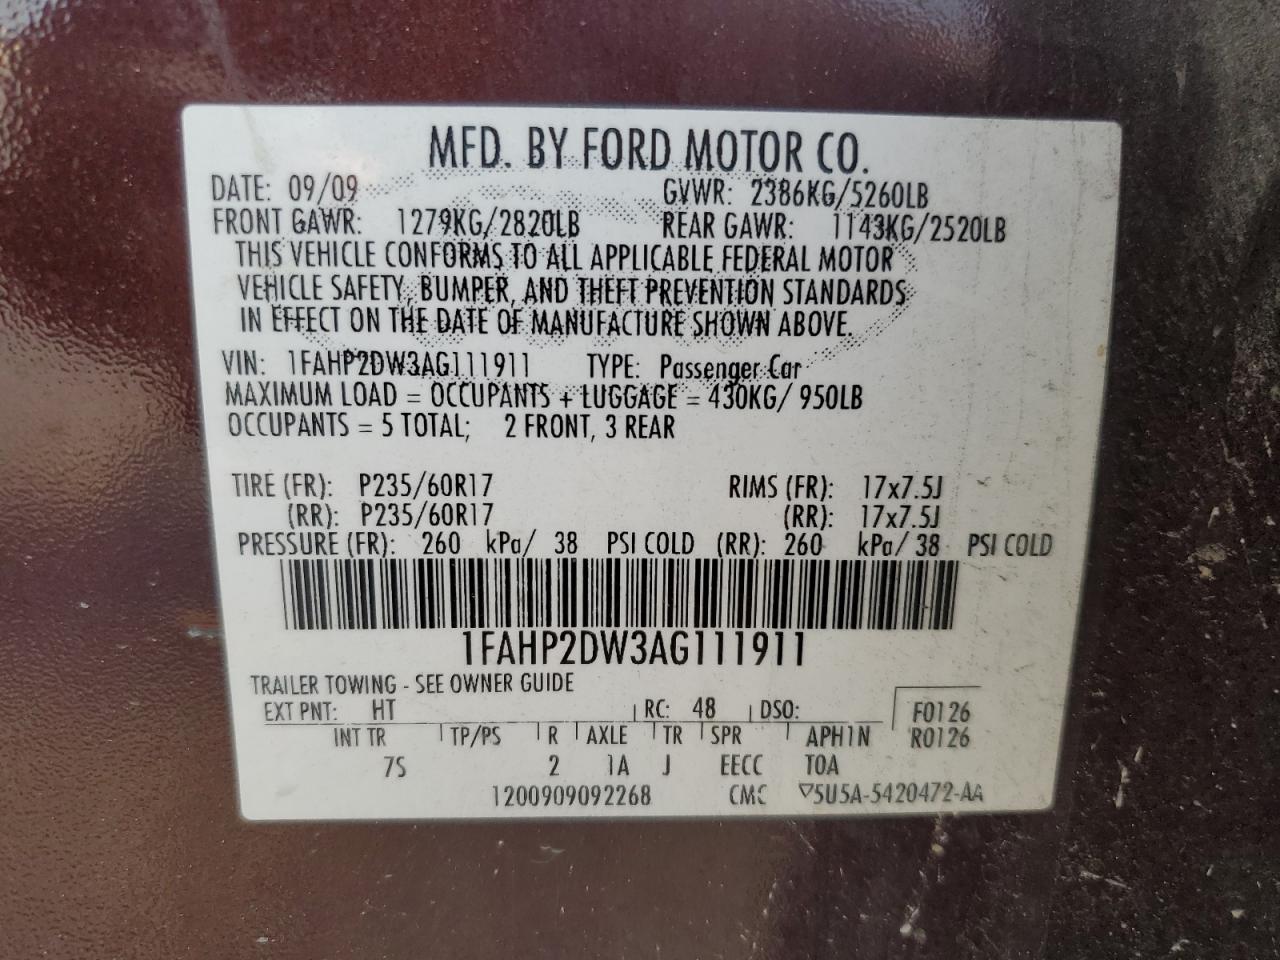 MFD. BY FORD MOTOR CO.
DATE: 09/09 GVWR: 2386KG/5260LB
FRONT GAWR: 1279KG/2820LB REAR GAWR: 1143KG/2520LB
THIS VEHICLE CONFORMS TO ALL APPLICABLE FEDERAL MOTOR
VEHICLE SAFETY, BUMPER, AND THEFT PREVENTION STANDARDS
IN EFFECT ON THE DATE OF MANUFACTURE SHOWN ABOVE.
VIN: 1FAHP2DW3AG111911 TYPE: Passenger Car
MAXIMUM LOAD = OCCUPANTS + LUGGAGE = 430KG/ 950LB
OCCUPANTS = 5 TOTAL; 2 FRONT, 3 REAR
TIRE (FR): P235/60R17 RIMS (FR): 17x7.5J
(RR): P235/60R17 (RR): 17x7.5J
PRESSURE (FR): 260 kPa/ 38 PSI COLD (RR): 260 kPa/ 38 PSI COLD
1FAHP2DW3AG111911
TRAILER TOWING - SEE OWNER GUIDE
EXT PNT: HT RC: 48 DSO: F0126
INT TR TP/PS R AXLE TR SPR APH1N R0126
7S 2 1A J EECC TOA
1200909092268 CMC ▽5U5A-5420472-AA